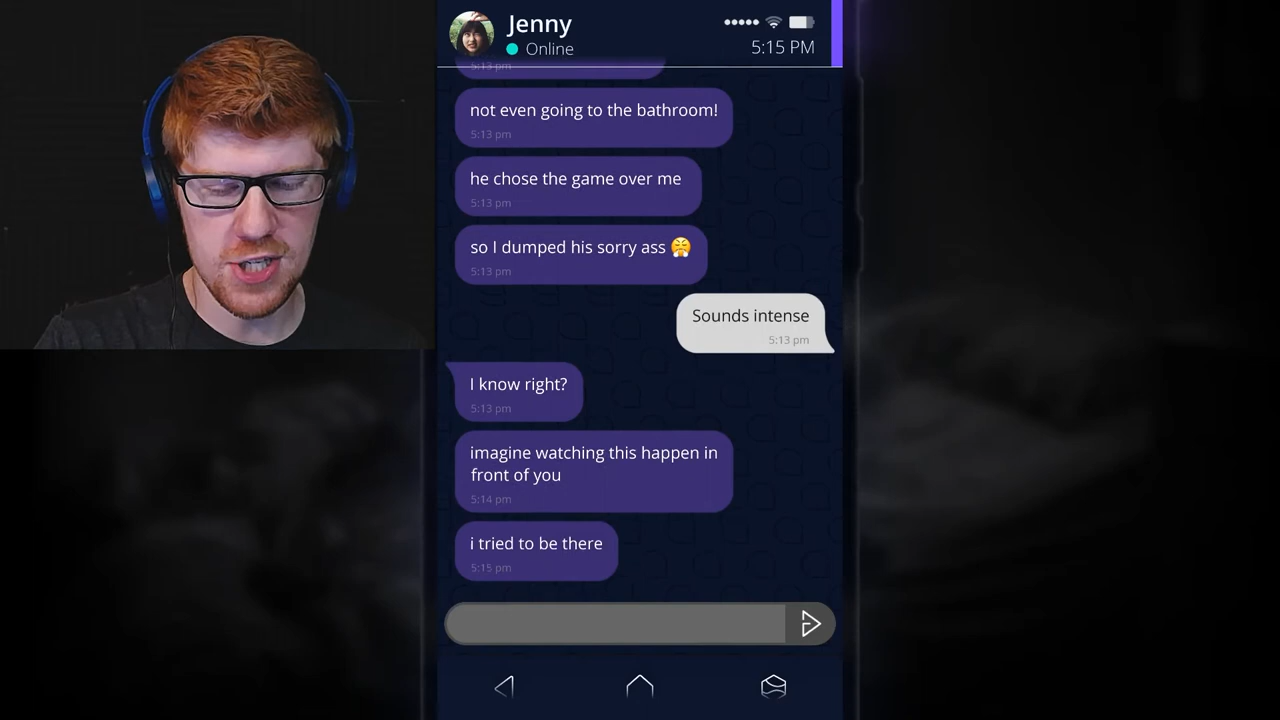 Jenny
Online
5:15 PM
5:13 pm
not even going to the bathroom!
5:13 pm
he chose the game over me
5:13 pm
so I dumped his sorry ass 😤
5:13 pm
Sounds intense
5:13 pm
I know right?
5:13 pm
imagine watching this happen in
front of you
5:14 pm
i tried to be there
5:15 pm